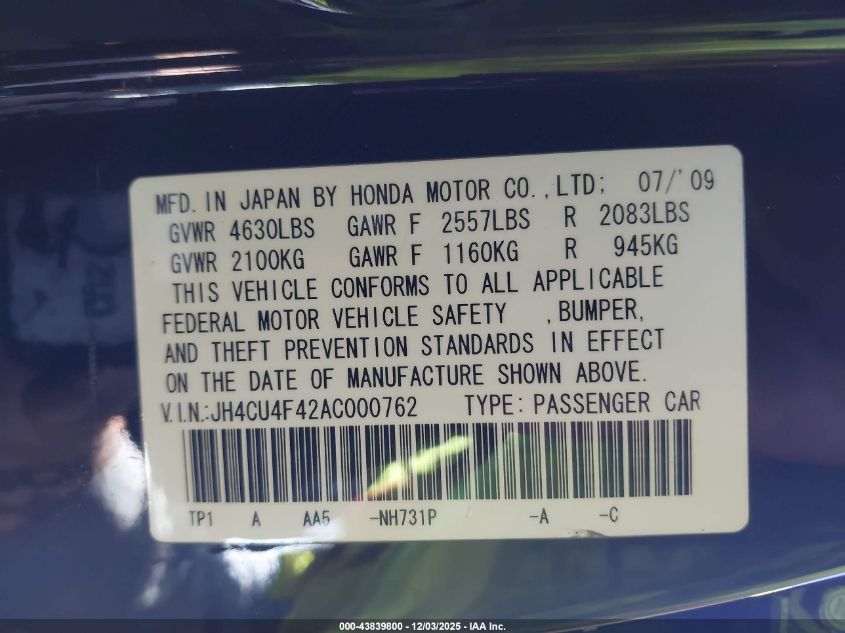 MFD. IN JAPAN BY HONDA MOTOR CO.,LTD; 07/'09
GVWR 4630LBS GAWR F 2557LBS R 2083LBS
GVWR 2100KG GAWR F 1160KG R 945KG
THIS VEHICLE CONFORMS TO ALL APPLICABLE
FEDERAL MOTOR VEHICLE SAFETY ,BUMPER,
AND THEFT PREVENTION STANDARDS IN EFFECT
ON THE DATE OF MANUFACTURE SHOWN ABOVE.
V.I.N.:JH4CU4F42AC000762 TYPE: PASSENGER CAR
TP1 A AA5 -NH731P -A -C
000-43839800 - 12/03/2025 - IAA Inc.